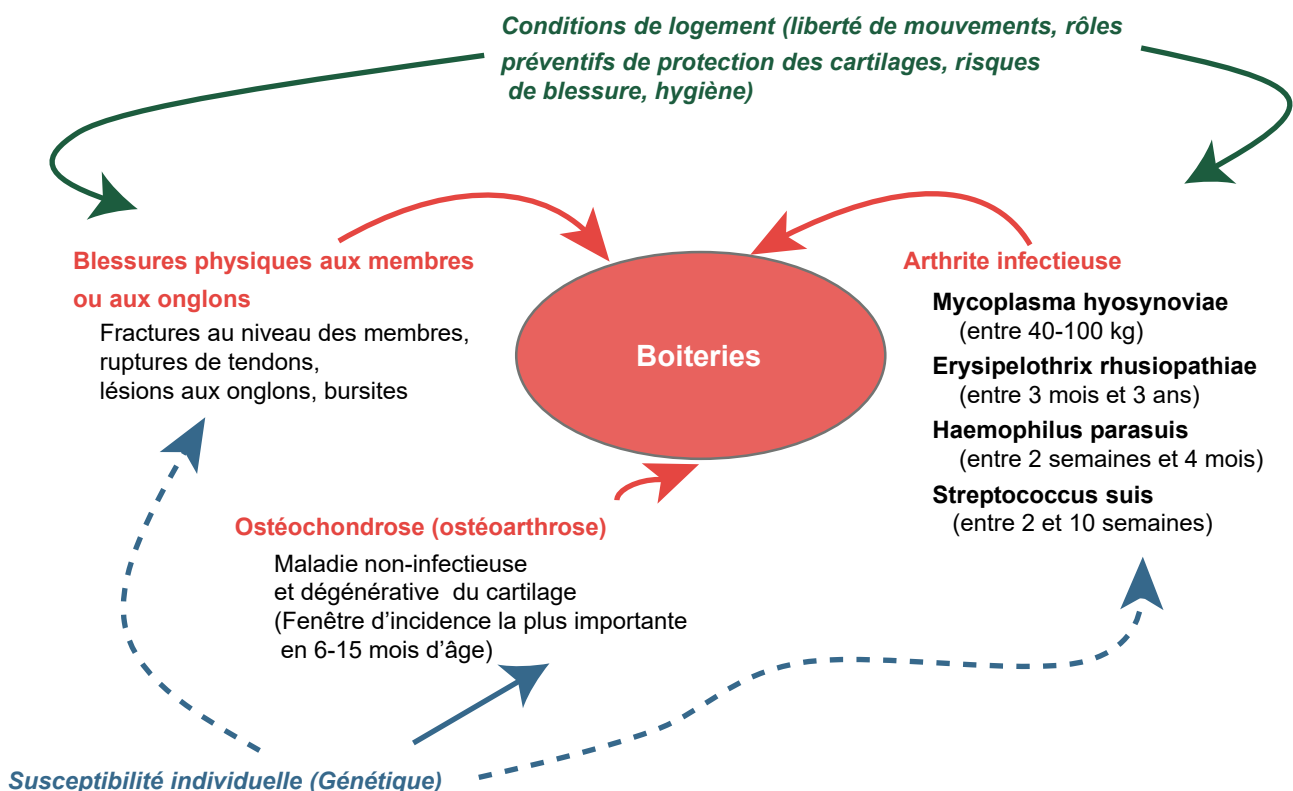 Conditions de logement (liberté de mouvements, rôles
préventifs de protection des cartilages, risques
de blessure, hygiène)
Blessures physiques aux membres
ou aux onglons
Fractures au niveau des membres,
ruptures de tendons,
lésions aux onglons, bursites
Boiteries
Arthrite infectieuse
Mycoplasma hyosynoviae
(entre 40-100 kg)
Erysipelothrix rhusiopathiae
(entre 3 mois et 3 ans)
Haemophilus parasuis
(entre 2 semaines et 4 mois)
Streptococcus suis
(entre 2 et 10 semaines)
Ostéochondrose (ostéoarthrose)
Maladie non-infectieuse
et dégénérative du cartilage
(Fenêtre d'incidence la plus importante
en 6-15 mois d'âge)
Susceptibilité individuelle (Génétique)